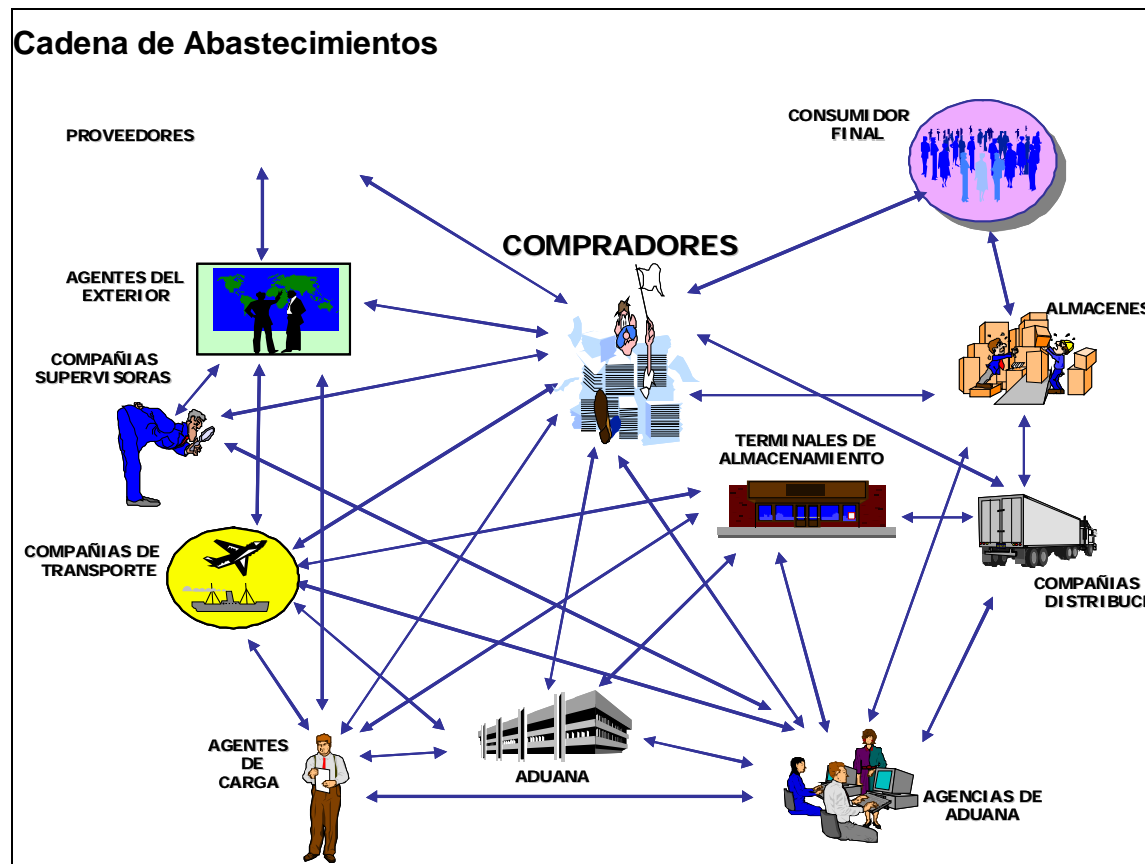 Cadena de Abastecimientos
PROVEEDORES
CONSUMIDOR
FINAL
COMPRADORES
AGENTES DEL
EXTERIOR
ALMACENES
COMPAÑIAS
SUPERVISORAS
TERMINALES DE
ALMACENAMIENTO
COMPAÑIAS DE
TRANSPORTE
COMPAÑIAS
DISTRIBUCI
AGENTES
DE
CARGA
ADUANA
AGENCIAS DE
ADUANA